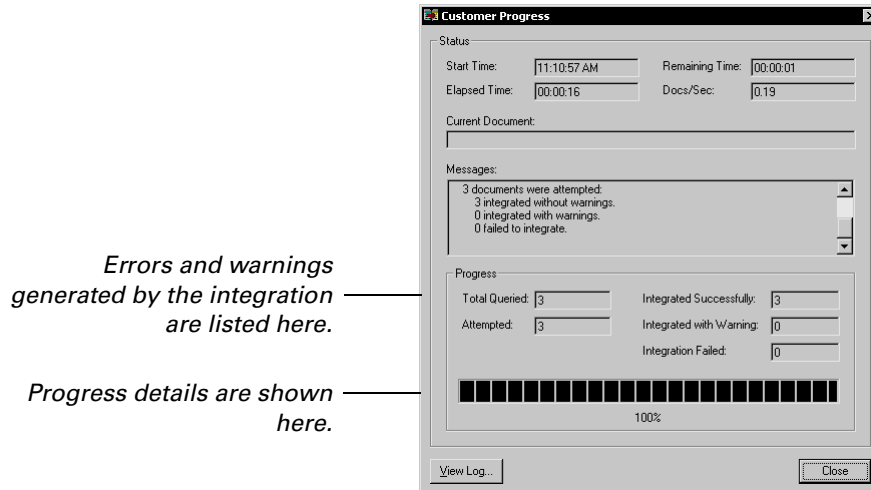 Customer Progress
Status
Start Time: 11:10:57 AM Remaining Time: 00:00:01
Elapsed Time: 00:00:16 Docs/Sec: 0.19
Current Document:
Messages:
3 documents were attempted:
3 integrated without warnings.
0 integrated with warnings.
0 failed to integrate.
Errors and warnings
generated by the integration
are listed here.
Progress
Total Queried: 3 Integrated Successfully: 3
Attempted: 3 Integrated with Warning: 0
Integration Failed: 0
Progress details are shown
here.
100%
View Log... Close